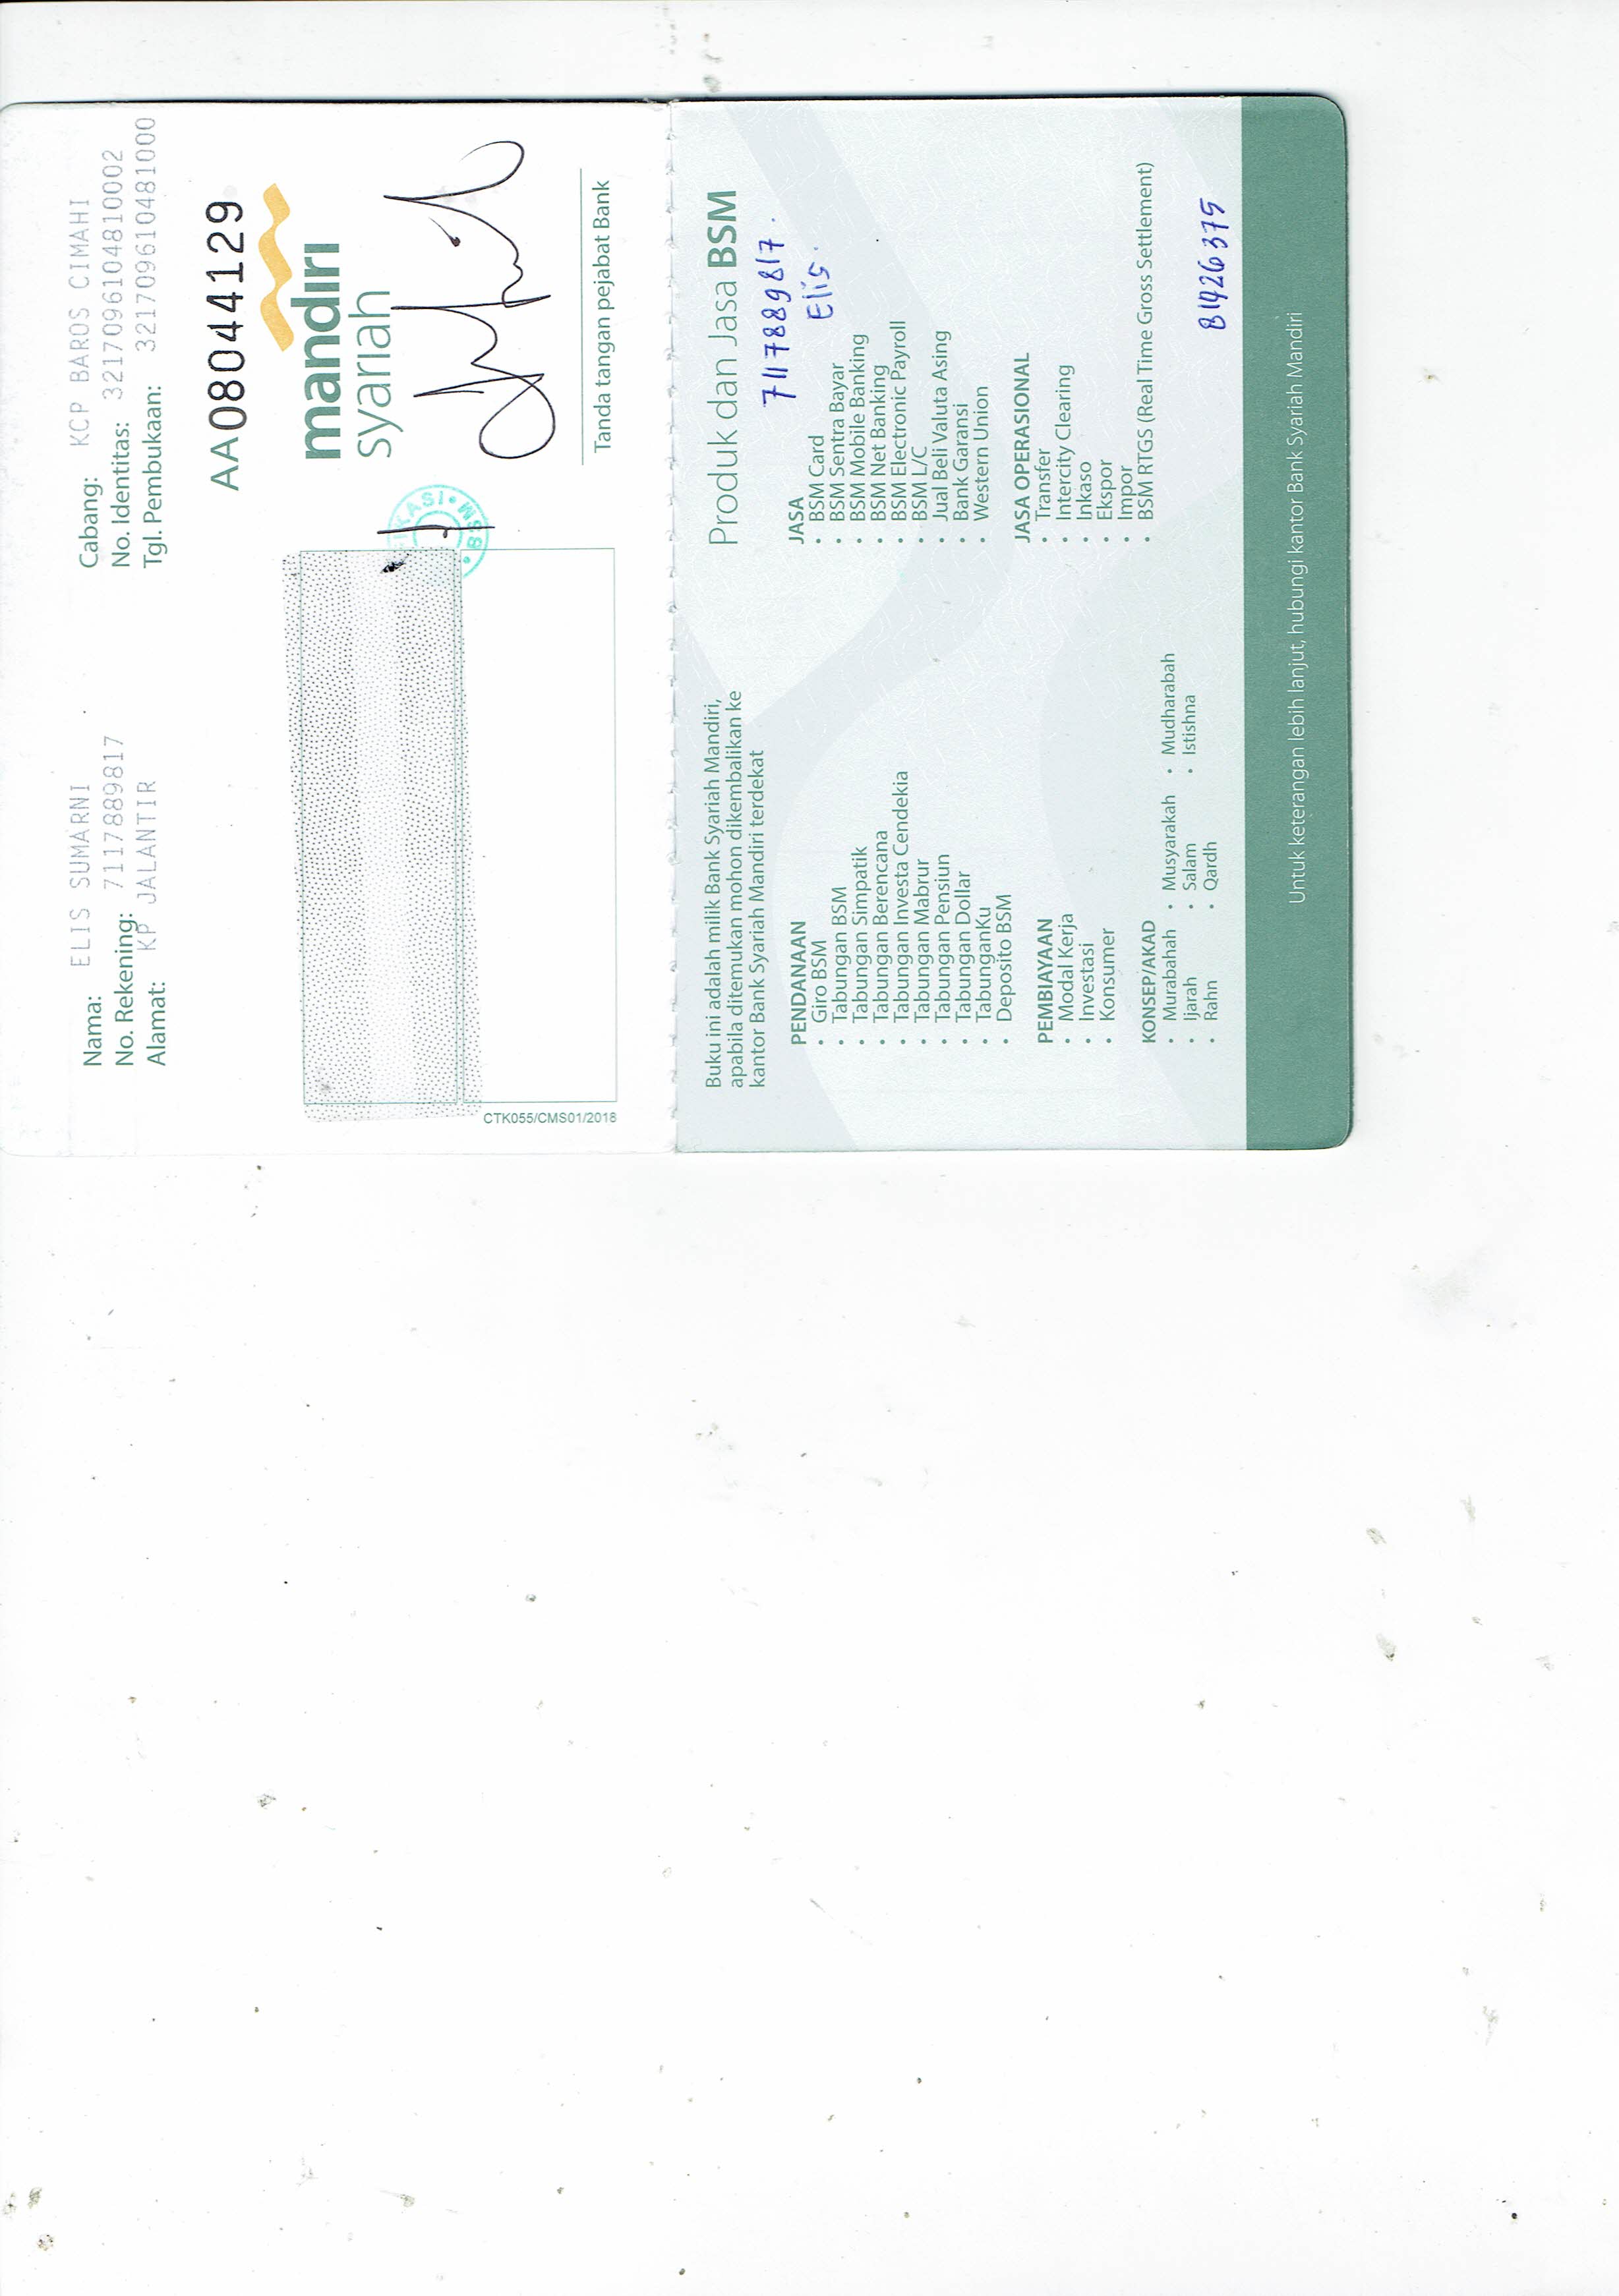 Nama: ELIS SUMARNI
No. Rekening: 7117889817
Alamat: KP JALANTIR
Cabang: KCP BAROS CIMAHI
No. Identitas: 3217096104810002
Tgl. Pembukaan: 321709610481000
AA0804129
mandiri
syariah
KASI • BSM •
Tanda tangan pejabat Bank
CTK055/CMS01/2018
Buku ini adalah milik Bank Syariah Mandiri,
apabila ditemukan mohon dikembalikan ke
kantor Bank Syariah Mandiri terdekat
PENDANAAN
• Giro BSM
• Tabungan BSM
• Tabungan Simpatik
• Tabungan Berencana
• Tabungan Investa Cendekia
• Tabungan Mabrur
• Tabungan Pensiun
• Tabungan Dollar
• TabunganKu
• Deposito BSM
PEMBIAYAAN
• Modal Kerja
• Investasi
• Konsumer
KONSEP/AKAD
• Murabahah • Musyarakah • Mudharabah
• Ijarah • Salam • Istishna
• Rahn • Qardh
Produk dan Jasa BSM
7117889817.
Elis.
JASA
• BSM Card
• BSM Sentra Bayar
• BSM Mobile Banking
• BSM Net Banking
• BSM Electronic Payroll
• BSM L/C
• Jual Beli Valuta Asing
• Bank Garansi
• Western Union
JASA OPERASIONAL
• Transfer
• Intercity Clearing
• Inkaso
• Ekspor
• Impor
• BSM RTGS (Real Time Gross Settlement)
81426375
Untuk keterangan lebih lanjut, hubungi kantor Bank Syariah Mandiri